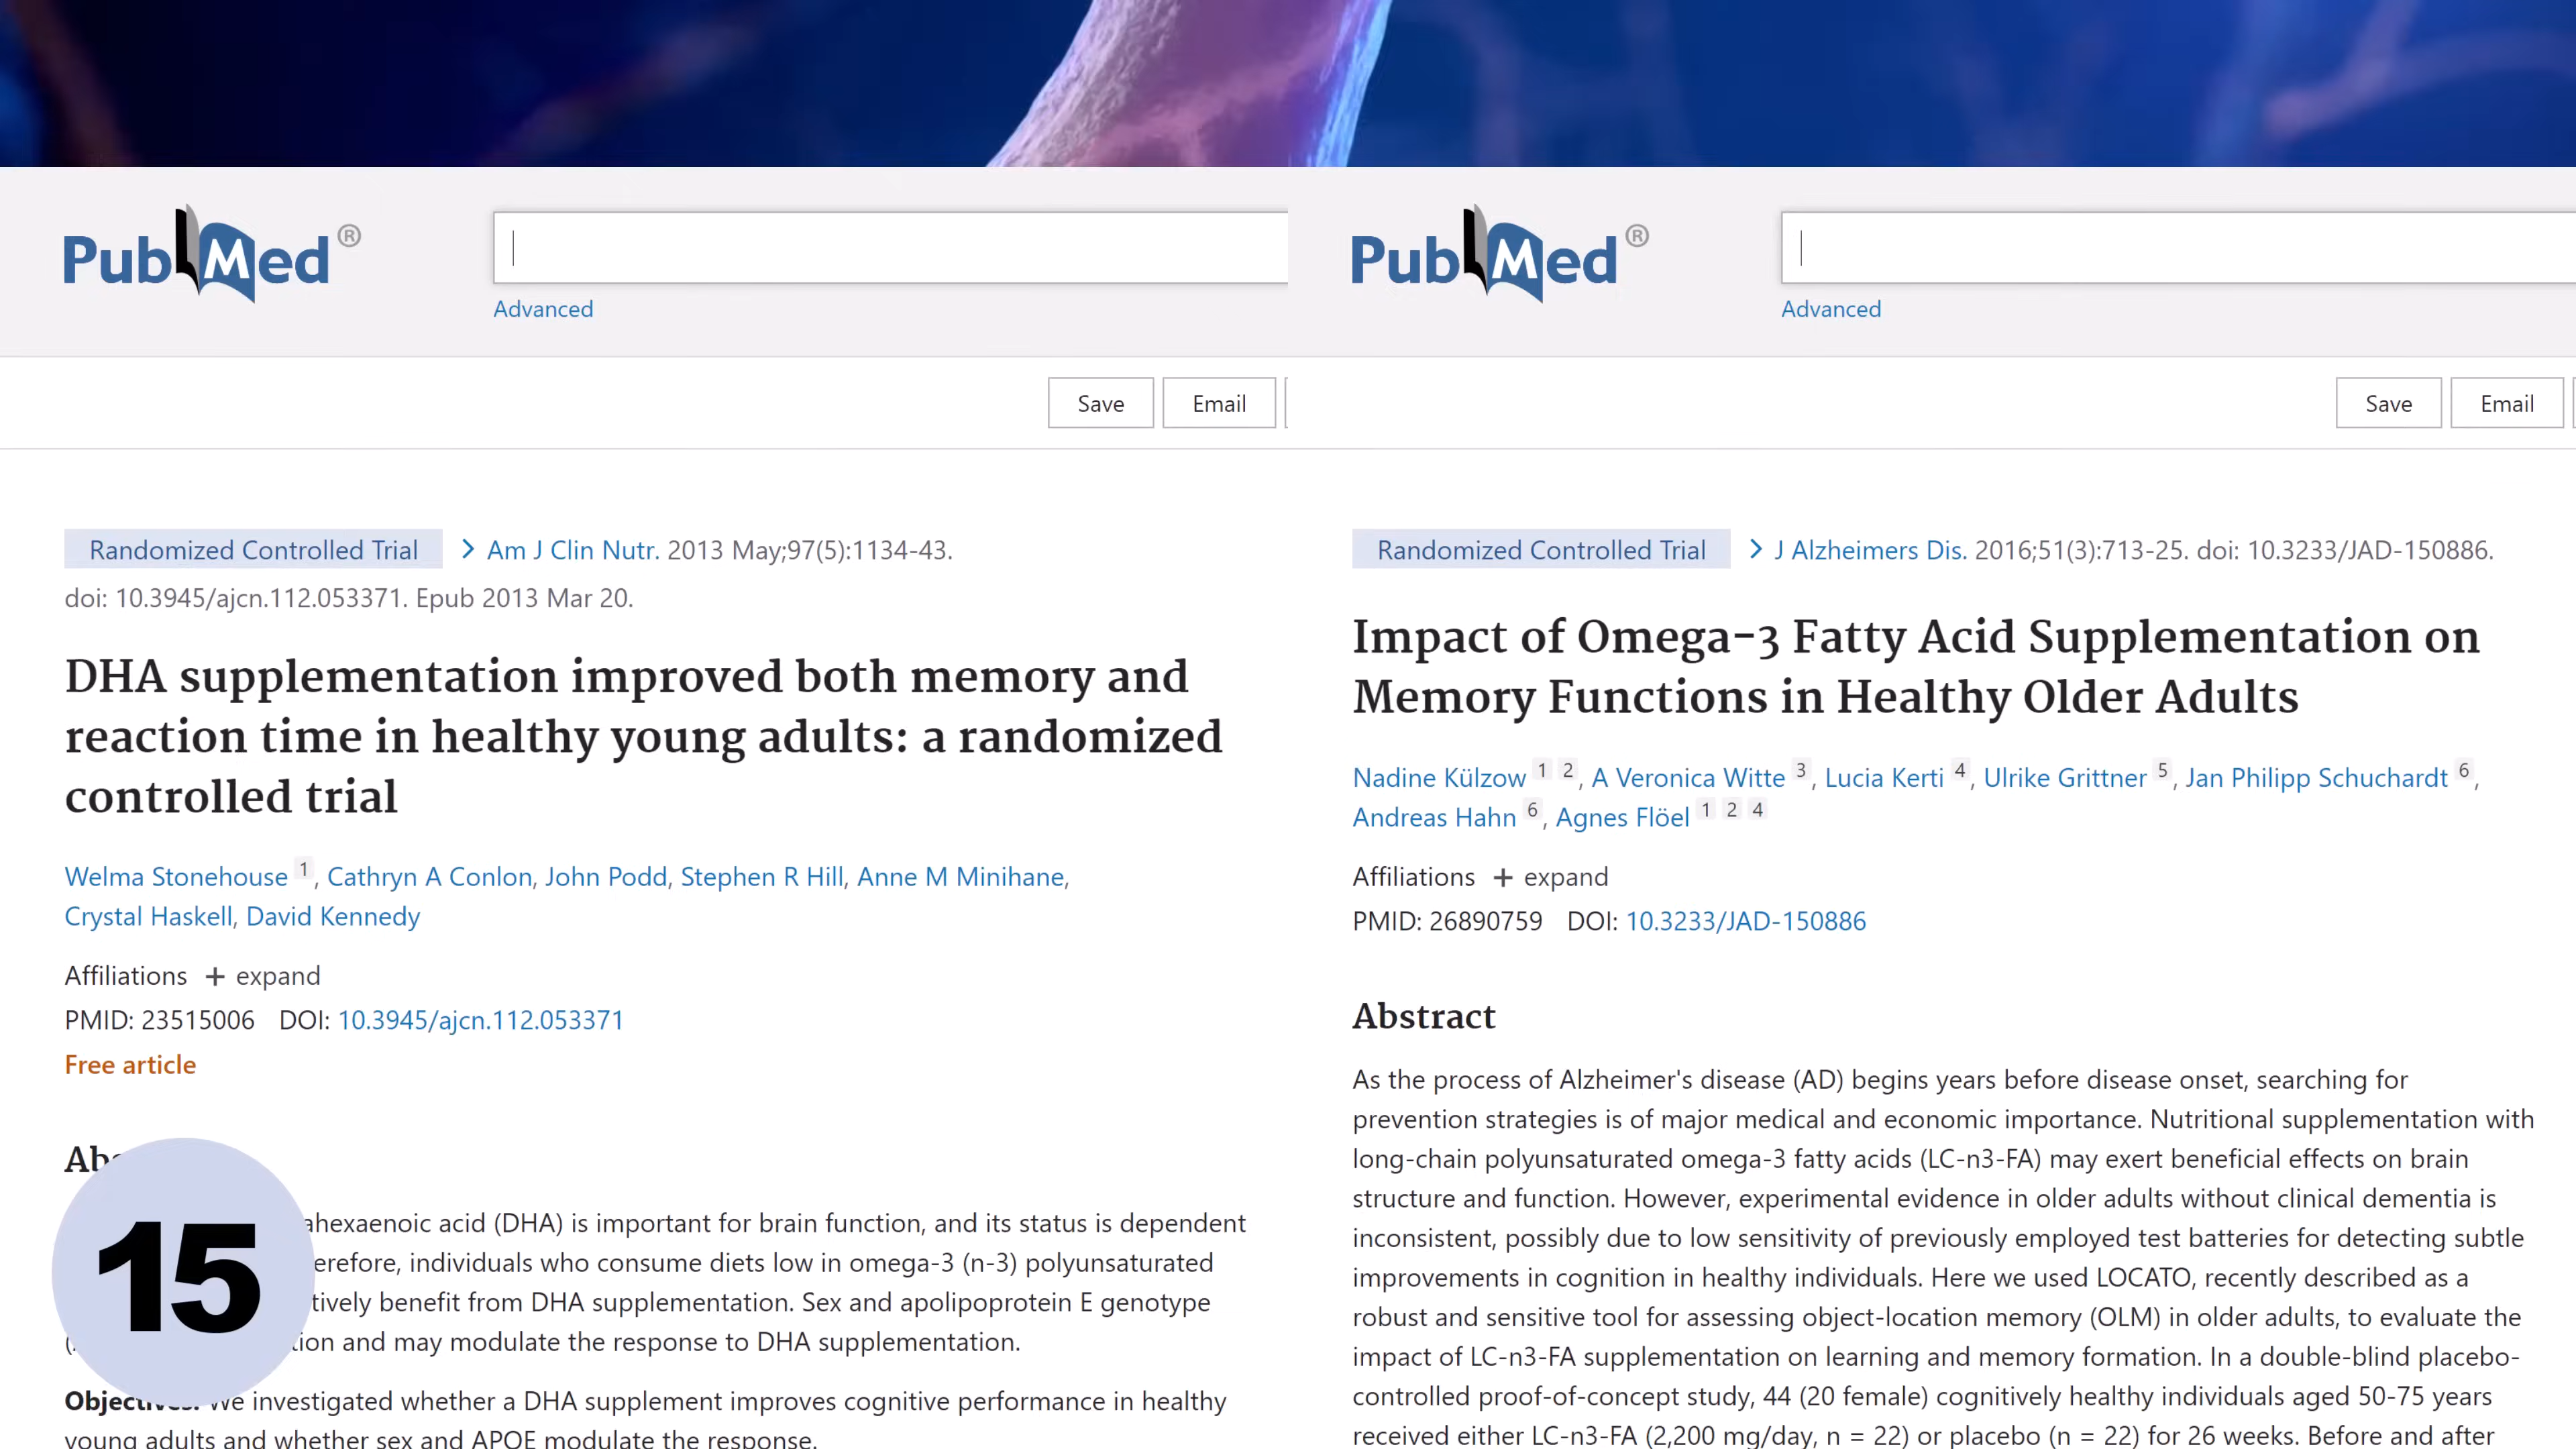 PubMed®
Advanced
Save Email
Randomized Controlled Trial > Am J Clin Nutr. 2013 May;97(5):1134-43.
doi: 10.3945/ajcn.112.053371. Epub 2013 Mar 20.
DHA supplementation improved both memory and
reaction time in healthy young adults: a randomized
controlled trial
Welma Stonehouse 1, Cathryn A Conlon, John Podd, Stephen R Hill, Anne M Minihane,
Crystal Haskell, David Kennedy
Affiliations + expand
PMID: 23515006 DOI: 10.3945/ajcn.112.053371
Free article
(DHA) is important for brain function, and its status is dependent
individuals who consume diets low in omega-3 (n-3) polyunsaturated
benefit from DHA supplementation. Sex and apolipoprotein E genotype
and may modulate the response to DHA supplementation.
We investigated whether a DHA supplement improves cognitive performance in healthy
young adults and whether sex and APOE modulate the response.
15
PubMed®
Advanced
Save Email
Randomized Controlled Trial > J Alzheimers Dis. 2016;51(3):713-25. doi: 10.3233/JAD-150886.
Impact of Omega-3 Fatty Acid Supplementation on
Memory Functions in Healthy Older Adults
Nadine Külzow 1 2, A Veronica Witte 3, Lucia Kerti 4, Ulrike Grittner 5, Jan Philipp Schuchardt 6,
Andreas Hahn 6, Agnes Flöel 1 2 4
Affiliations + expand
PMID: 26890759 DOI: 10.3233/JAD-150886
Abstract
As the process of Alzheimer's disease (AD) begins years before disease onset, searching for
prevention strategies is of major medical and economic importance. Nutritional supplementation with
long-chain polyunsaturated omega-3 fatty acids (LC-n3-FA) may exert beneficial effects on brain
structure and function. However, experimental evidence in older adults without clinical dementia is
inconsistent, possibly due to low sensitivity of previously employed test batteries for detecting subtle
improvements in cognition in healthy individuals. Here we used LOCATO, recently described as a
robust and sensitive tool for assessing object-location memory (OLM) in older adults, to evaluate the
impact of LC-n3-FA supplementation on learning and memory formation. In a double-blind placebo-
controlled proof-of-concept study, 44 (20 female) cognitively healthy individuals aged 50-75 years
received either LC-n3-FA (2,200 mg/day, n = 22) or placebo (n = 22) for 26 weeks. Before and after